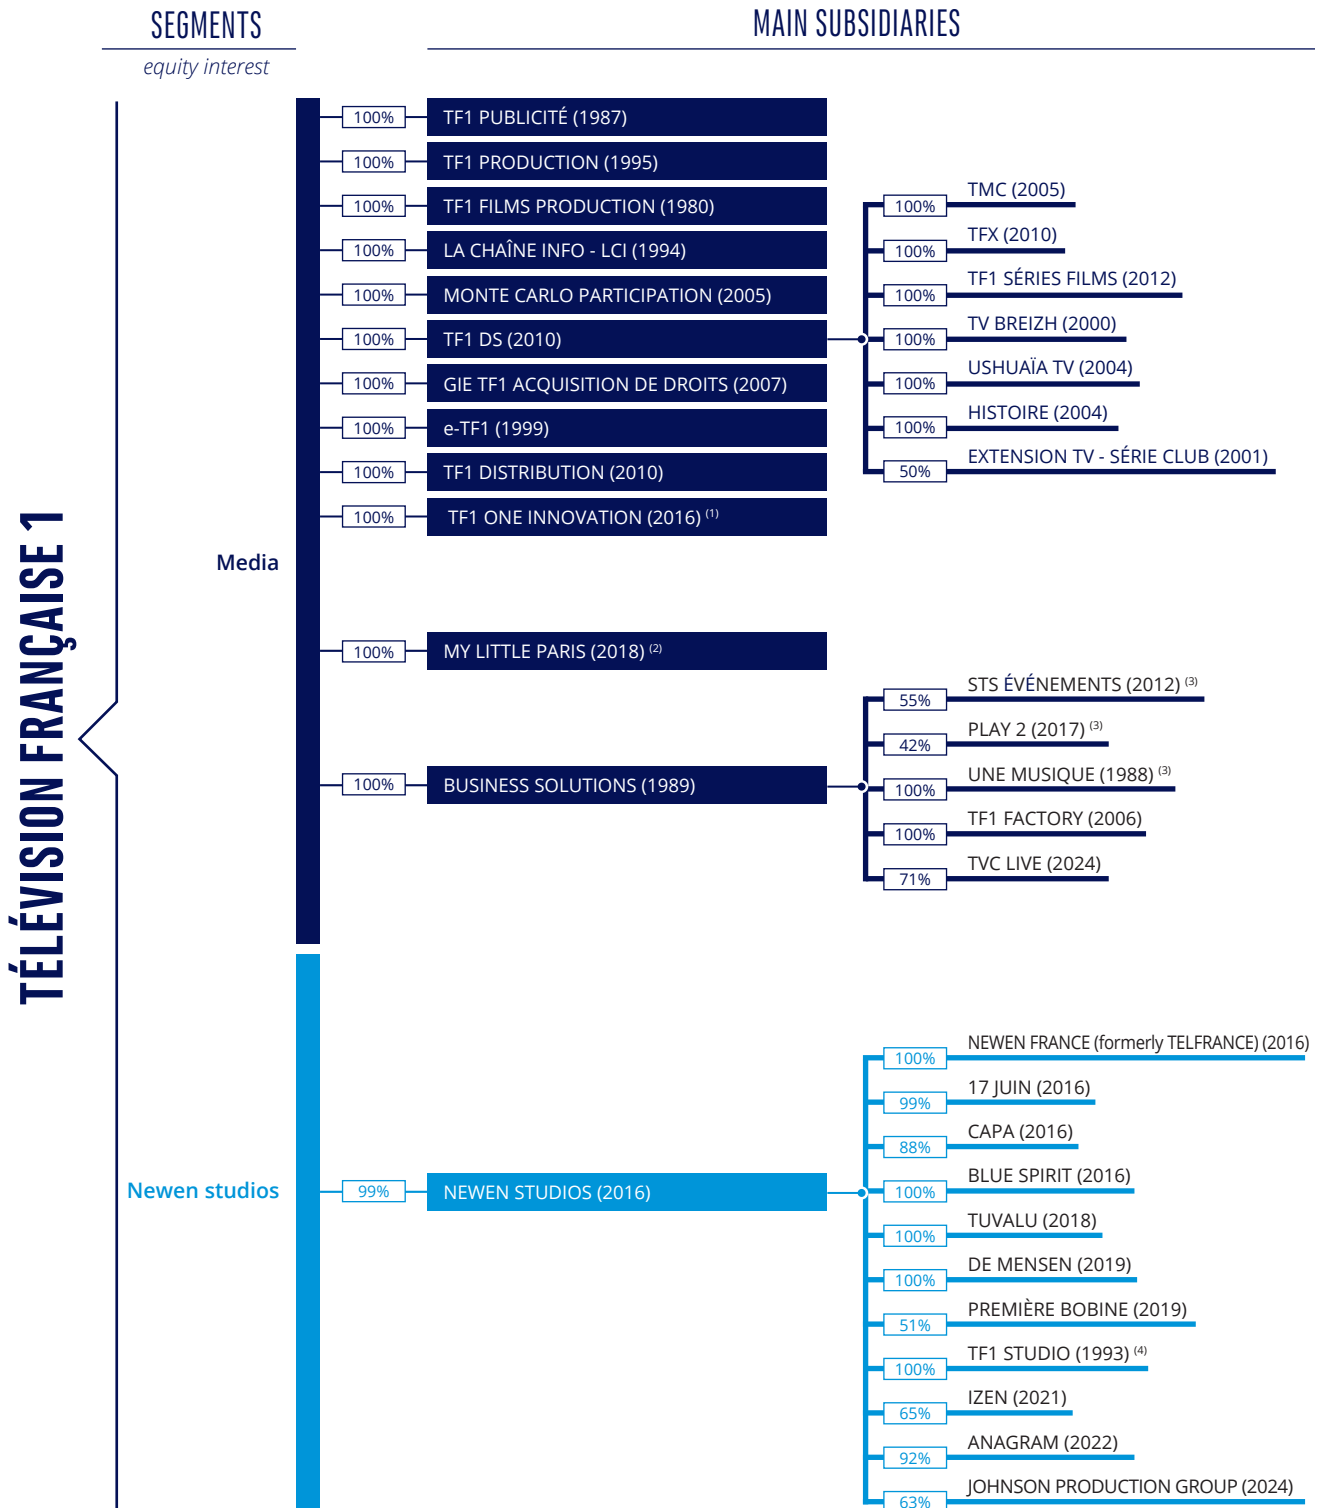 SEGMENTS
MAIN SUBSIDIARIES
equity interest
TÉLÉVISION FRANÇAISE 1
Media
100% TF1 PUBLICITÉ (1987)
100% TF1 PRODUCTION (1995)
100% TF1 FILMS PRODUCTION (1980)
100% LA CHAÎNE INFO - LCI (1994)
100% MONTE CARLO PARTICIPATION (2005)
100% TF1 DS (2010)
100% TMC (2005)
100% TFX (2010)
100% TF1 SÉRIES FILMS (2012)
100% TV BREIZH (2000)
100% USHUAÏA TV (2004)
100% HISTOIRE (2004)
50% EXTENSION TV - SÉRIE CLUB (2001)
100% GIE TF1 ACQUISITION DE DROITS (2007)
100% e-TF1 (1999)
100% TF1 DISTRIBUTION (2010)
100% TF1 ONE INNOVATION (2016) (1)
100% MY LITTLE PARIS (2018) (2)
100% BUSINESS SOLUTIONS (1989)
55% STS ÉVÉNEMENTS (2012) (3)
42% PLAY 2 (2017) (3)
100% UNE MUSIQUE (1988) (3)
100% TF1 FACTORY (2006)
71% TVC LIVE (2024)
Newen studios
99% NEWEN STUDIOS (2016)
100% NEWEN FRANCE (formerly TELFRANCE) (2016)
99% 17 JUIN (2016)
88% CAPA (2016)
100% BLUE SPIRIT (2016)
100% TUVALU (2018)
100% DE MENSEN (2019)
51% PREMIÈRE BOBINE (2019)
100% TF1 STUDIO (1993) (4)
65% IZEN (2021)
92% ANAGRAM (2022)
63% JOHNSON PRODUCTION GROUP (2024)